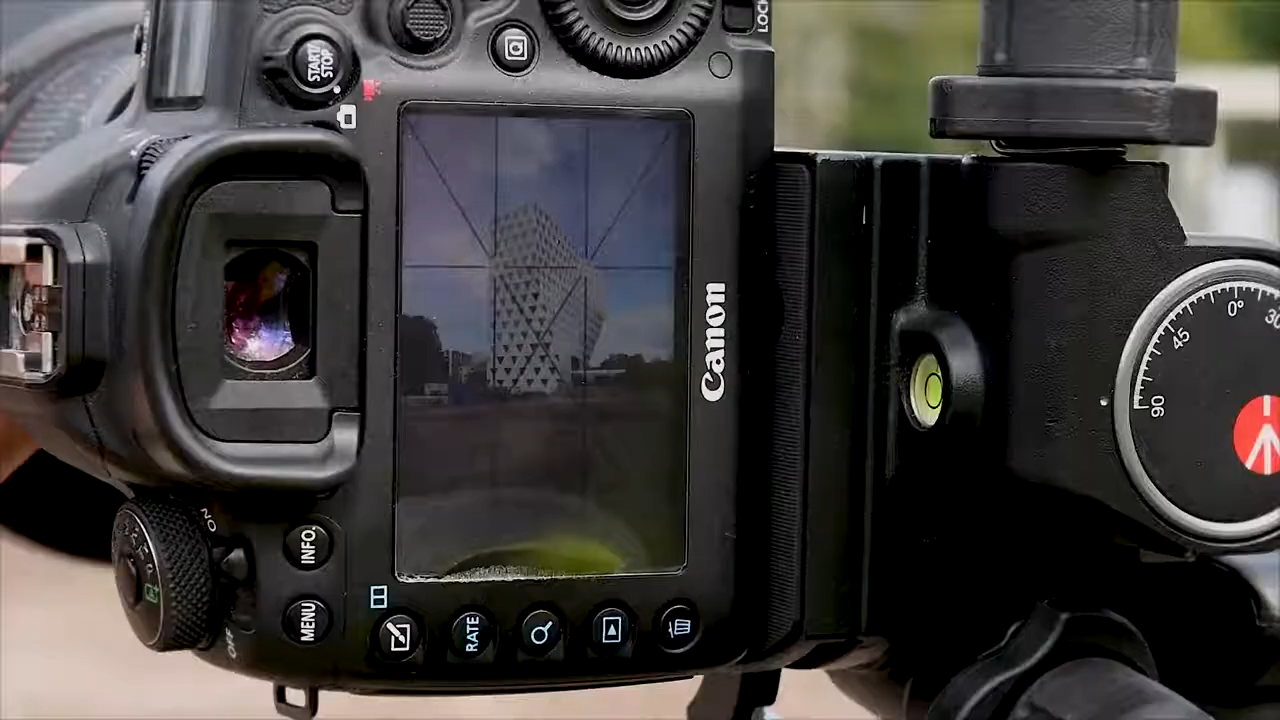 START/
STOP
LOCK
Canon
0°
30
45
90
ON
OFF
INFO.
MENU
RATE